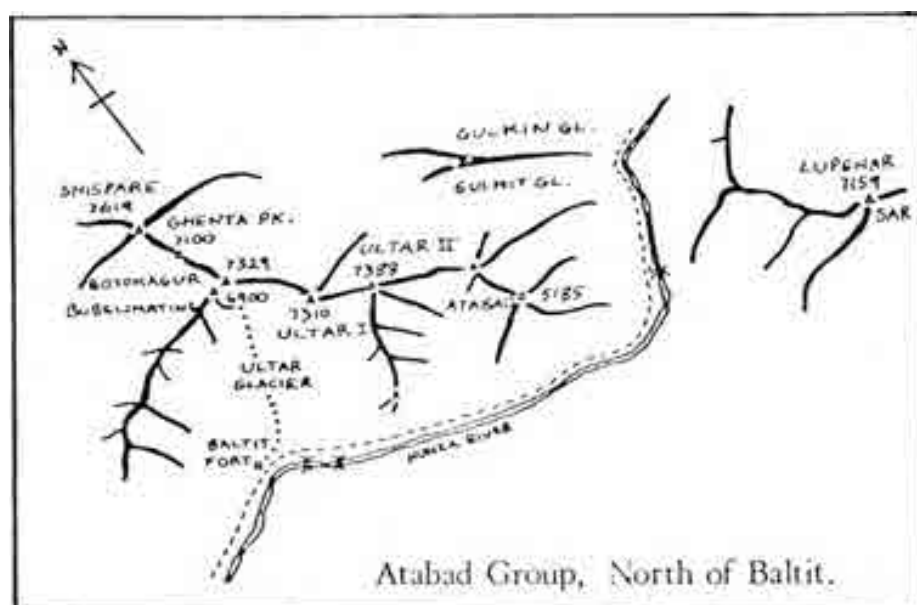 N
GULKIN GL.
GULMIT GL.
LUPGHAR
7159
SAR
SHISPARE
7619
GHENTA PK.
7100
ULTAR II
7388
7329
BUBELIMATING
6900
7310
ULTAR I
ATABAD
5185
ULTAR
GLACIER
BALTIT
FORT
HUNZA RIVER
Atabad Group, North of Baltit.